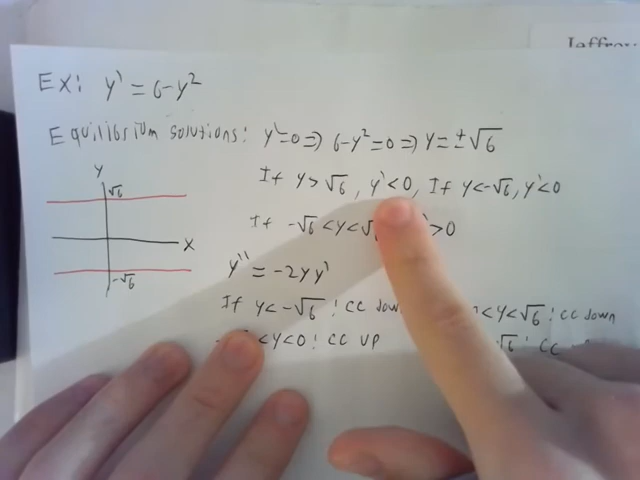 Jeffrey
Ex: y' = 6-y²
Equilibrium solutions: y'=0 ⇒ 6-y²=0 ⇒ y=±√6
If y>√6, y'<0, If y<-√6, y'<0
If -√6<y<√ ' >0
y'' = -2yy'
If y<-√6: cc down <y<√6: cc down
<y<0: cc up √6: cc
y
√6
x
-√6